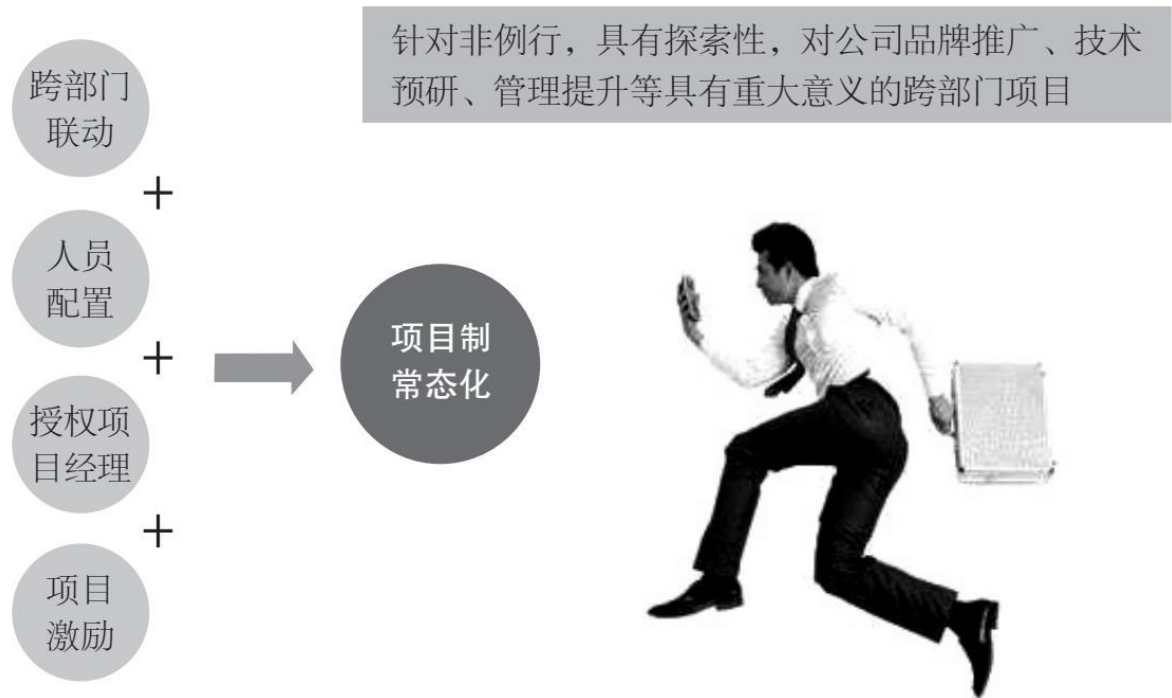 针对非例行，具有探索性，对公司品牌推广、技术
预研、管理提升等具有重大意义的跨部门项目
跨部门
联动
+
人员
配置
+
授权项
目经理
+
项目
激励
项目制
常态化